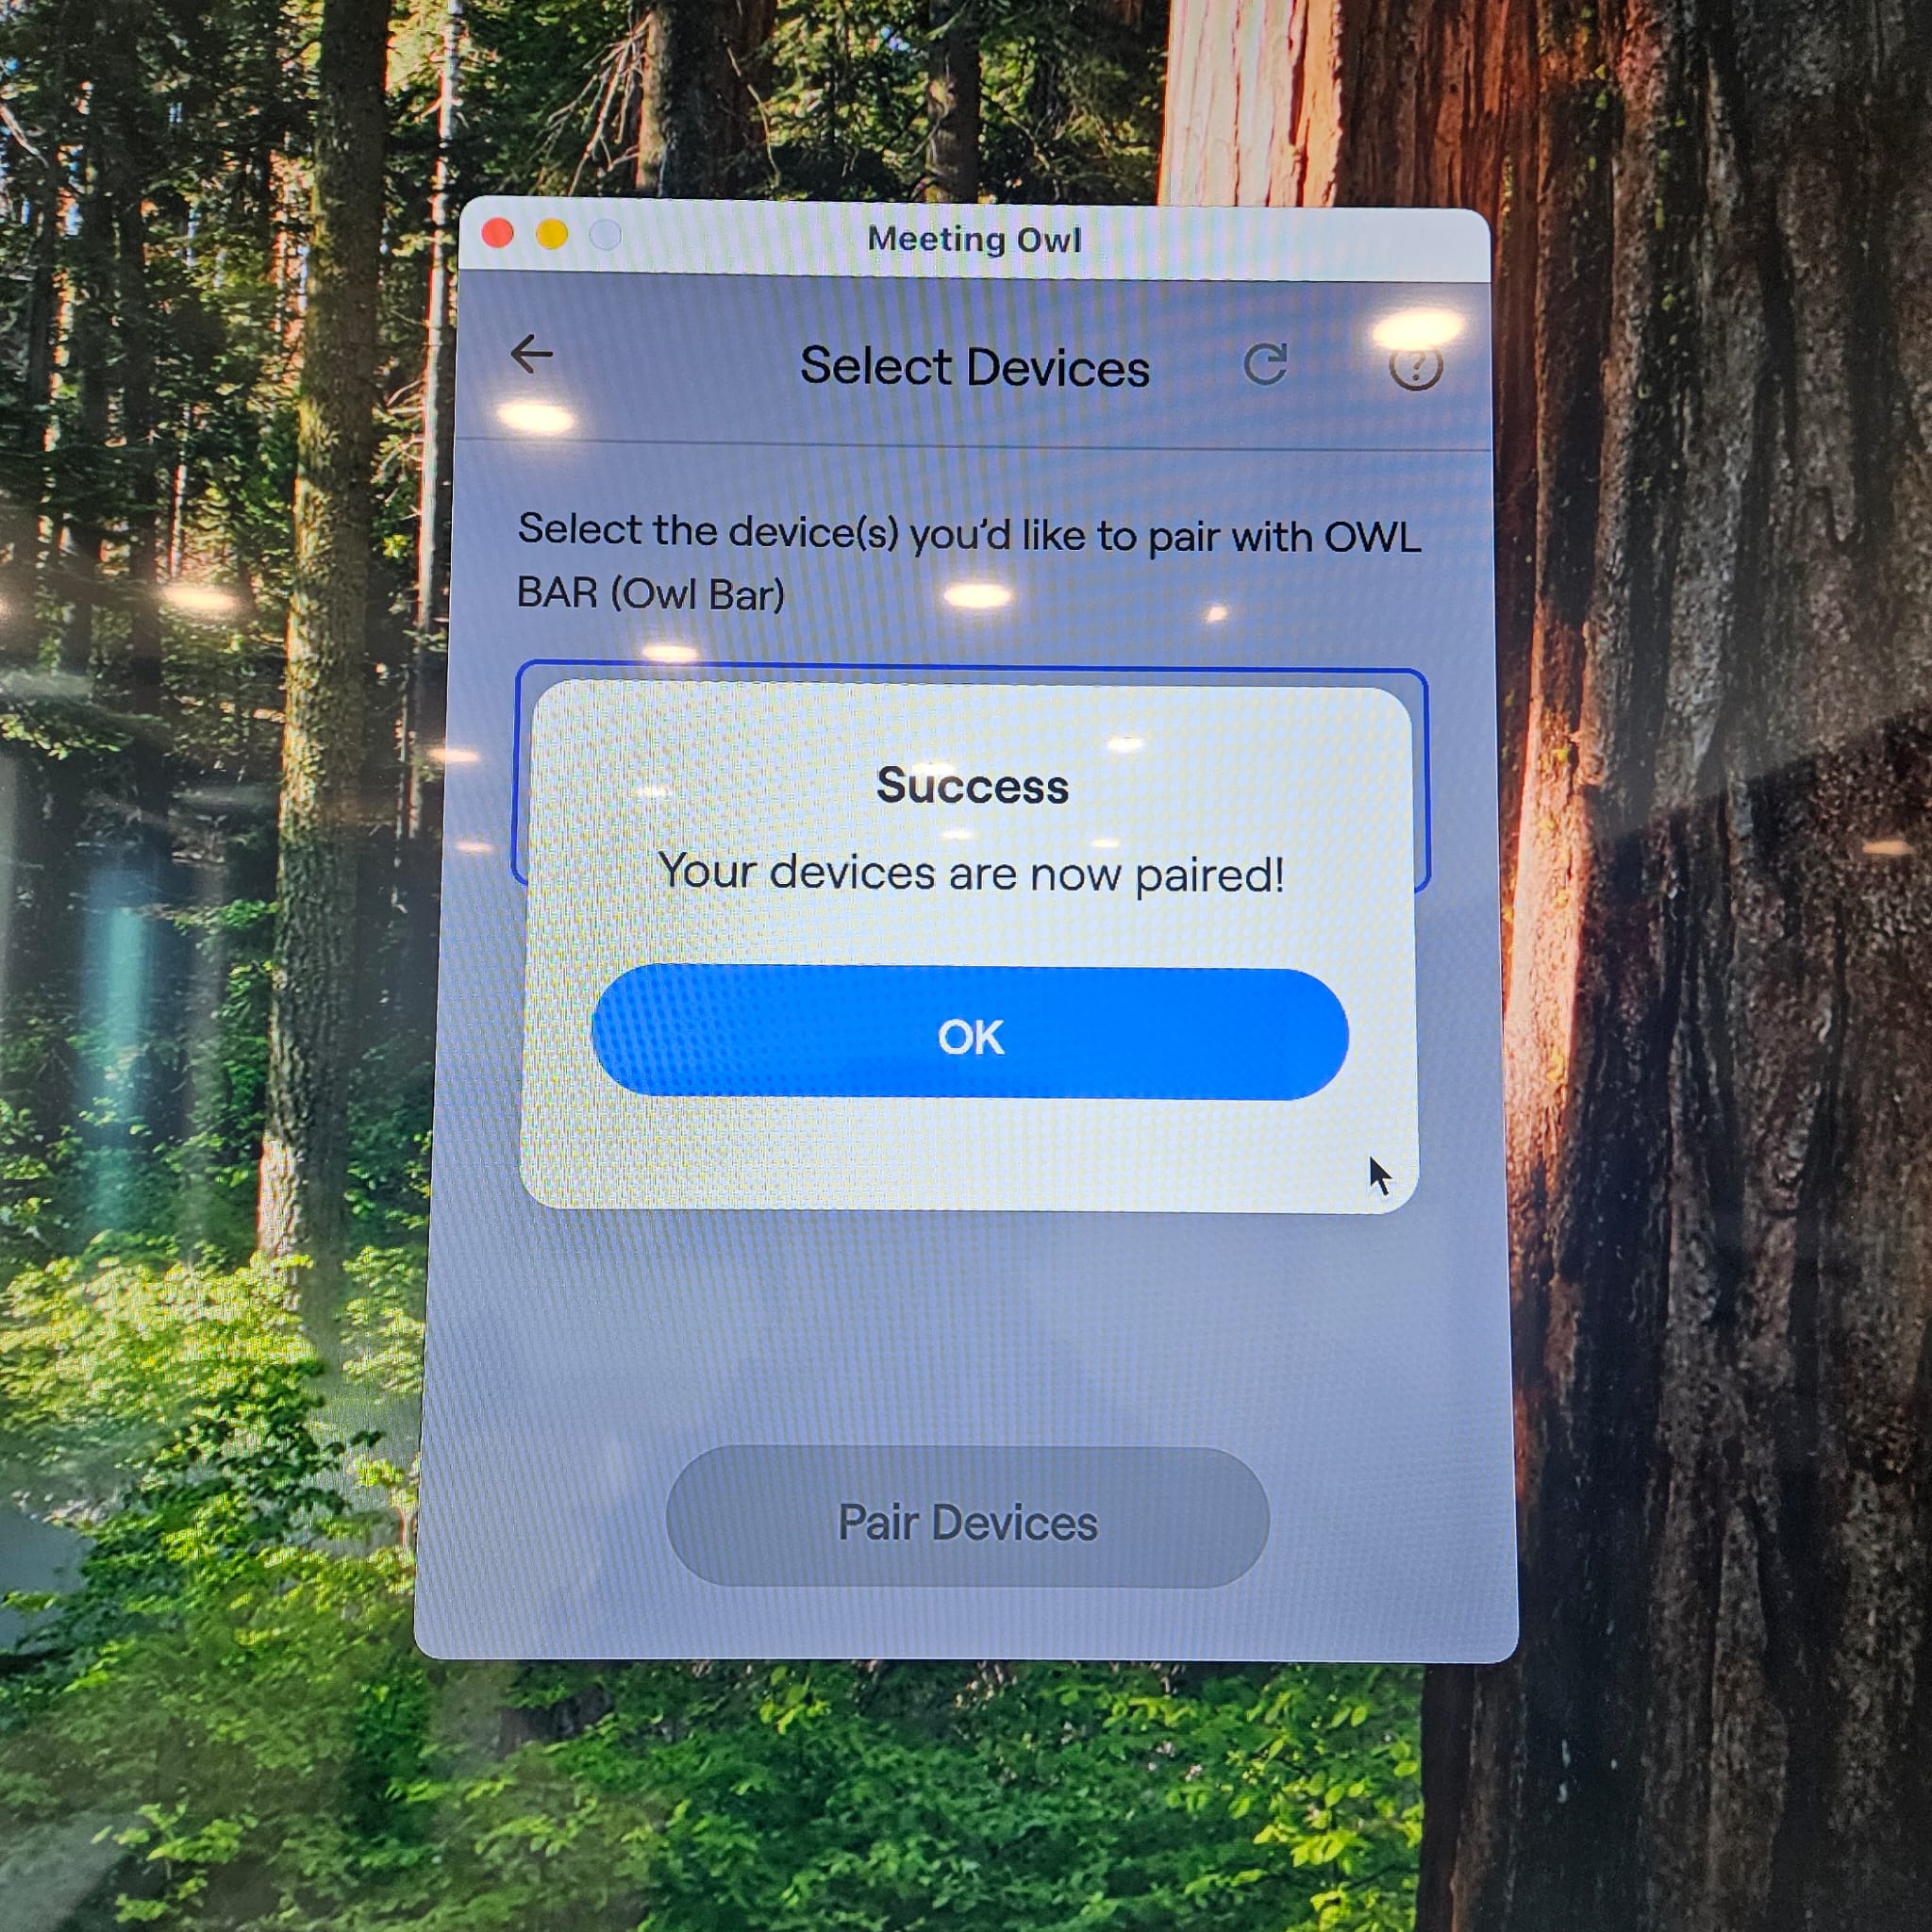 Meeting Owl
Select Devices
?
Select the device(s) you'd like to pair with OWL
BAR (Owl Bar)
Success
Your devices are now paired!
OK
Pair Devices